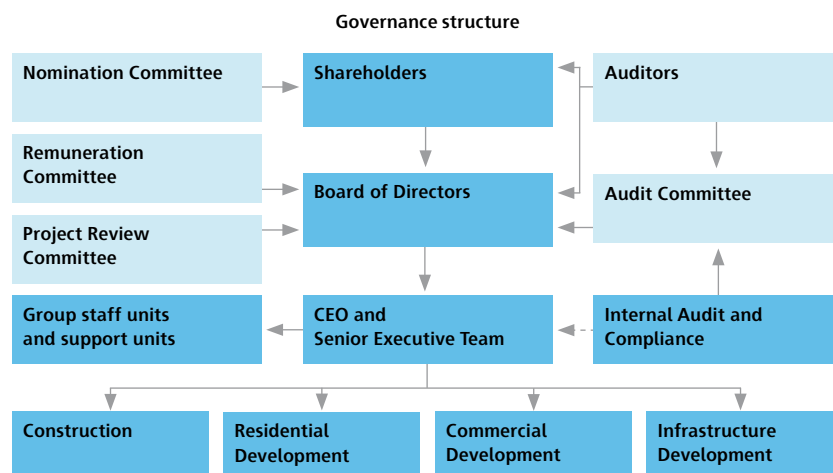 Governance structure
Nomination Committee
Shareholders
Auditors
Remuneration
Committee
Board of Directors
Audit Committee
Project Review
Committee
Group staff units
and support units
CEO and
Senior Executive Team
Internal Audit and
Compliance
Construction
Residential
Development
Commercial
Development
Infrastructure
Development